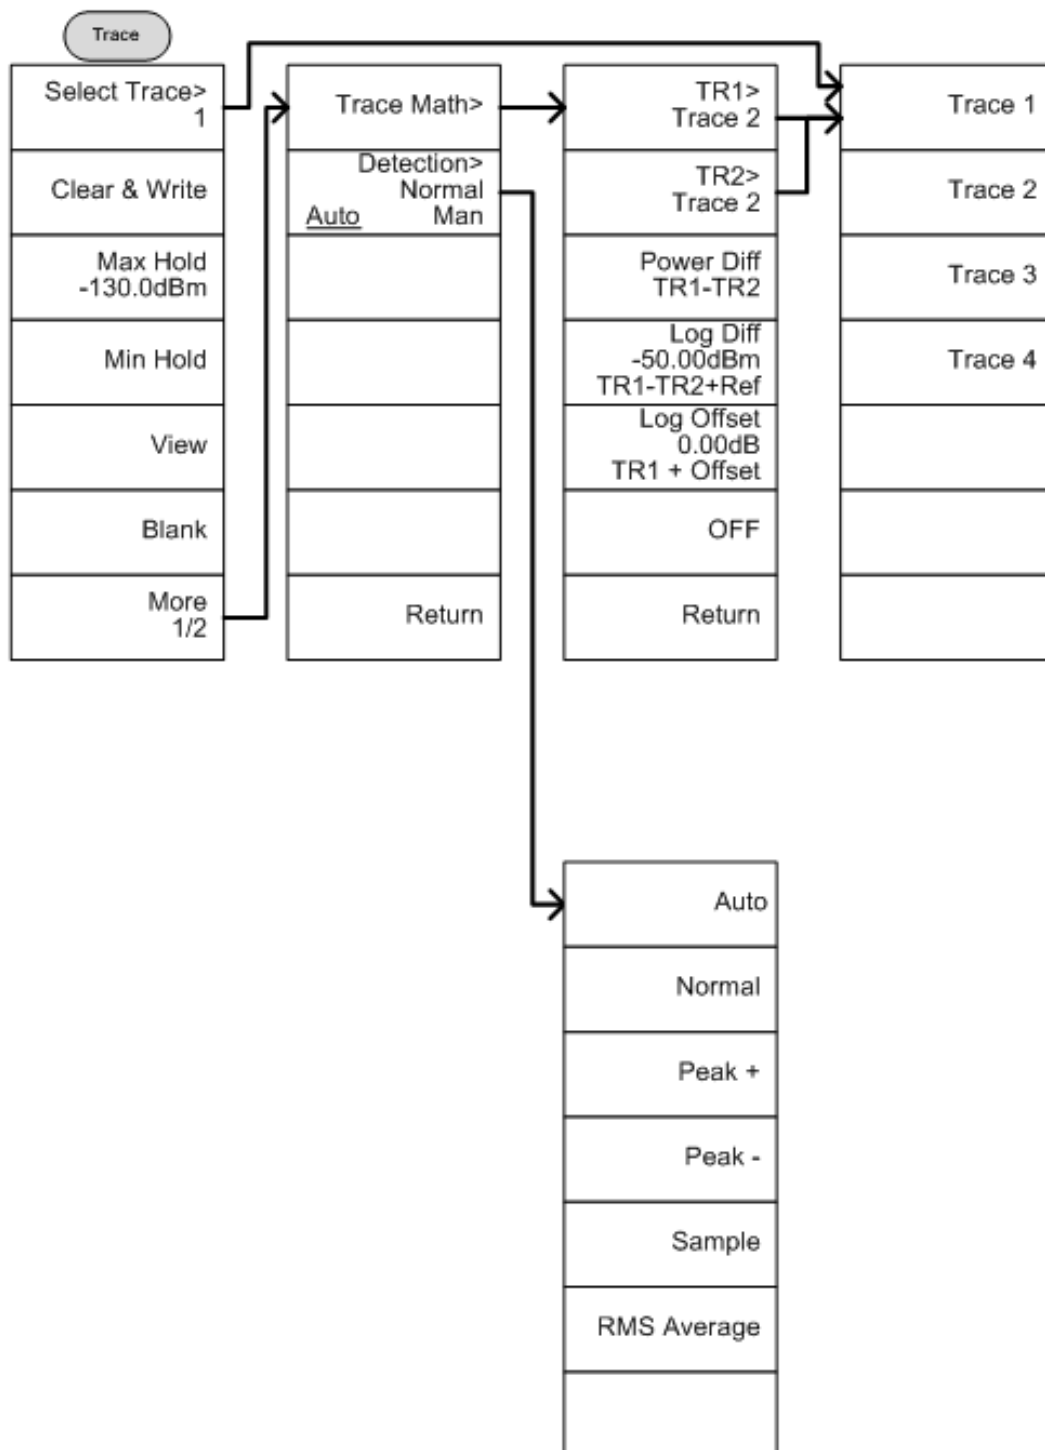 Trace
Select Trace>
1
Clear & Write
Max Hold
-130.0dBm
Min Hold
View
Blank
More
1/2
Trace Math>
Detection>
Normal
Auto Man
Return
TR1>
Trace 2
TR2>
Trace 2
Power Diff
TR1-TR2
Log Diff
-50.00dBm
TR1-TR2+Ref
Log Offset
0.00dB
TR1 + Offset
OFF
Return
Trace 1
Trace 2
Trace 3
Trace 4
Auto
Normal
Peak +
Peak -
Sample
RMS Average